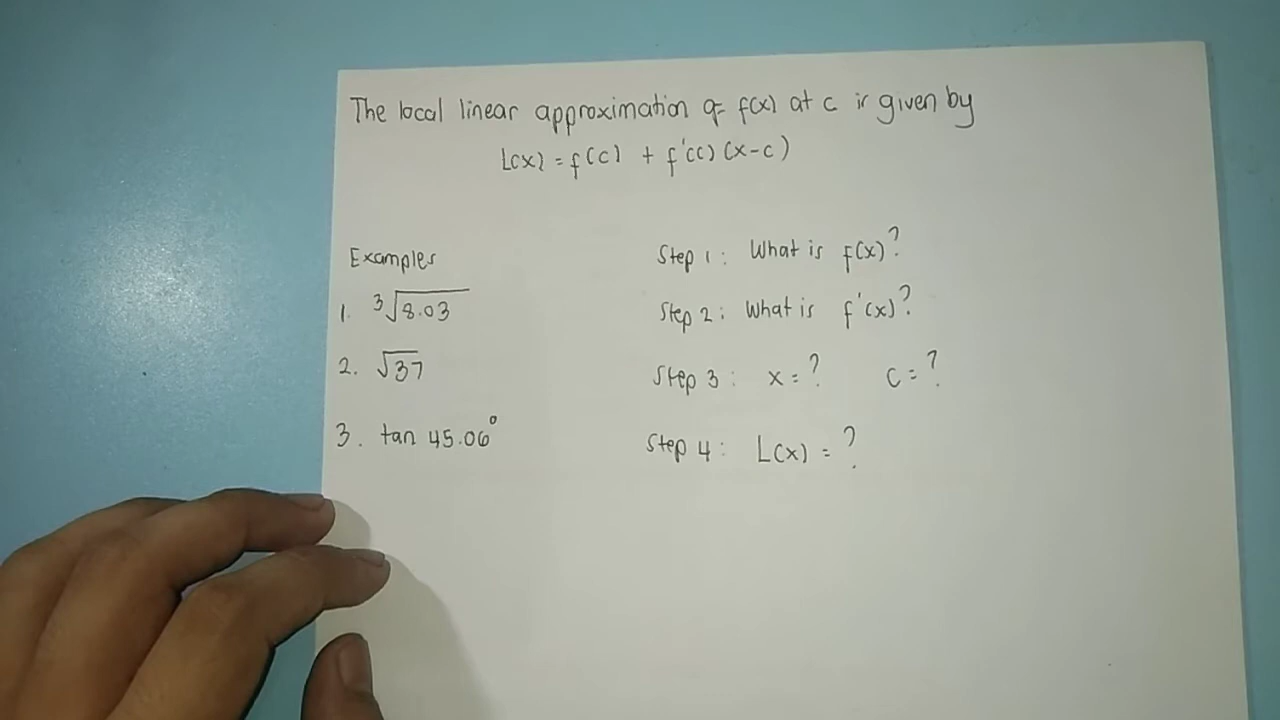 The local linear approximation of f(x) at c is given by
L(x) = f(c) + f'(c) (x-c)
Examples
1. ³√8.03
2. √37
3. tan 45.06°
Step 1: What is f(x)?
Step 2: What is f'(x)?
Step 3: x = ? c = ?
Step 4: L(x) = ?